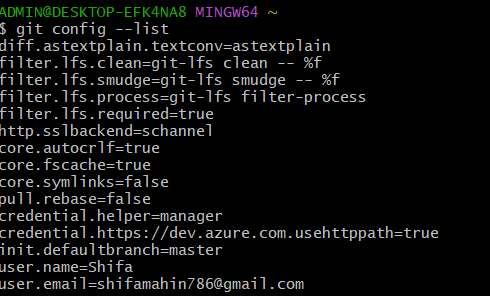 ADMIN@DESKTOP-EFK4NA8 MINGW64 ~
$ git config --list
diff.astextplain.textconv=astextplain
filter.lfs.clean=git-lfs clean -- %f
filter.lfs.smudge=git-lfs smudge -- %f
filter.lfs.process=git-lfs filter-process
filter.lfs.required=true
http.sslbackend=schannel
core.autocrlf=true
core.fscache=true
core.symlinks=false
pull.rebase=false
credential.helper=manager
credential.https://dev.azure.com.usehttppath=true
init.defaultbranch=master
user.name=Shifa
user.email=shifamahin786@gmail.com